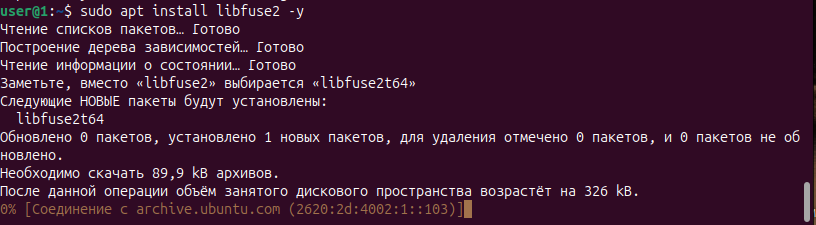 user@1:~$ sudo apt install libfuse2 -y
Чтение списков пакетов… Готово
Построение дерева зависимостей… Готово
Чтение информации о состоянии… Готово
Заметьте, вместо «libfuse2» выбирается «libfuse2t64»
Следующие НОВЫЕ пакеты будут установлены:
  libfuse2t64
Обновлено 0 пакетов, установлено 1 новых пакетов, для удаления отмечено 0 пакетов, и 0 пакетов не об
новлено.
Необходимо скачать 89,9 kB архивов.
После данной операции объём занятого дискового пространства возрастёт на 326 kB.
0% [Соединение с archive.ubuntu.com (2620:2d:4002:1::103)]